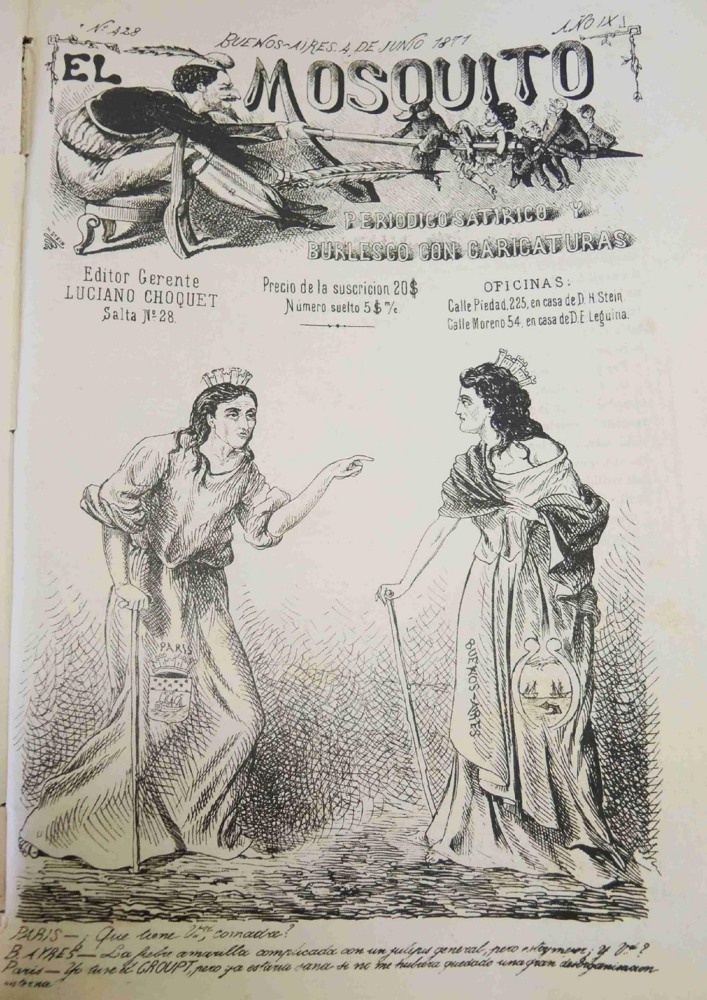 Nº 428
AÑO IX
BUENOS-AIRES 4, DE JUNIO 1871
EL MOSQUITO
H. STEIN
PERIODICO SATIRICO Y
BURLESCO CON CARICATURAS
Editor Gerente
LUCIANO CHOQUET
Salta Nº 28.
Precio de la suscricion 20$
Número suelto 5$ m/c.
OFICINAS:
Calle Piedad, 225, en casa de D. H. Stein
Calle Moreno 54, en casa de D. E. Leguina.
PARIS
BUENOS-AIRES
PARIS — ¿Que tiene Vd, comadre?
B. AYRES — La fiebre amarilla complicada con un julepis general, pero estoy mejor; y Vd?
Paris — Yo tuve el GROUPT, pero ya estaria sana si no me hubiera quedado una gran desorganizacion
interna